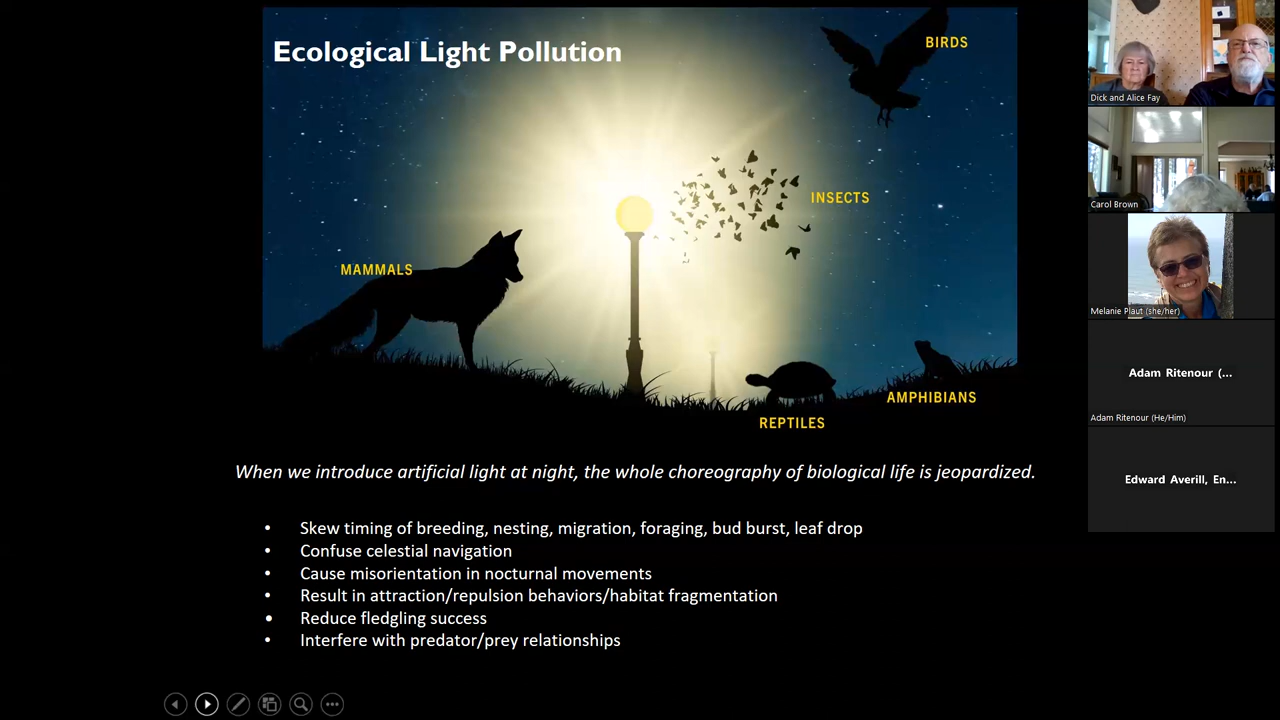 Ecological Light Pollution
BIRDS
INSECTS
MAMMALS
AMPHIBIANS
REPTILES
When we introduce artificial light at night, the whole choreography of biological life is jeopardized.
• Skew timing of breeding, nesting, migration, foraging, bud burst, leaf drop
• Confuse celestial navigation
• Cause misorientation in nocturnal movements
• Result in attraction/repulsion behaviors/habitat fragmentation
• Reduce fledgling success
• Interfere with predator/prey relationships
Dick and Alice Fay
Carol Brown
Melanie Plaut (she/her)
Adam Ritenour (...
Adam Ritenour (He/Him)
Edward Averill, En...